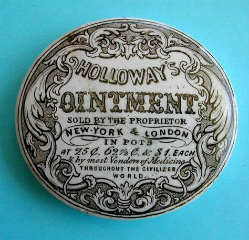 HOLLOWAY'S
OINTMENT
SOLD BY THE PROPRIETOR
NEW-YORK & LONDON
IN POTS
AT 25 ¢. 62½ ¢. & $1. EACH
& by most Vendors of Medicine
THROUGHOUT THE CIVILIZED
WORLD.